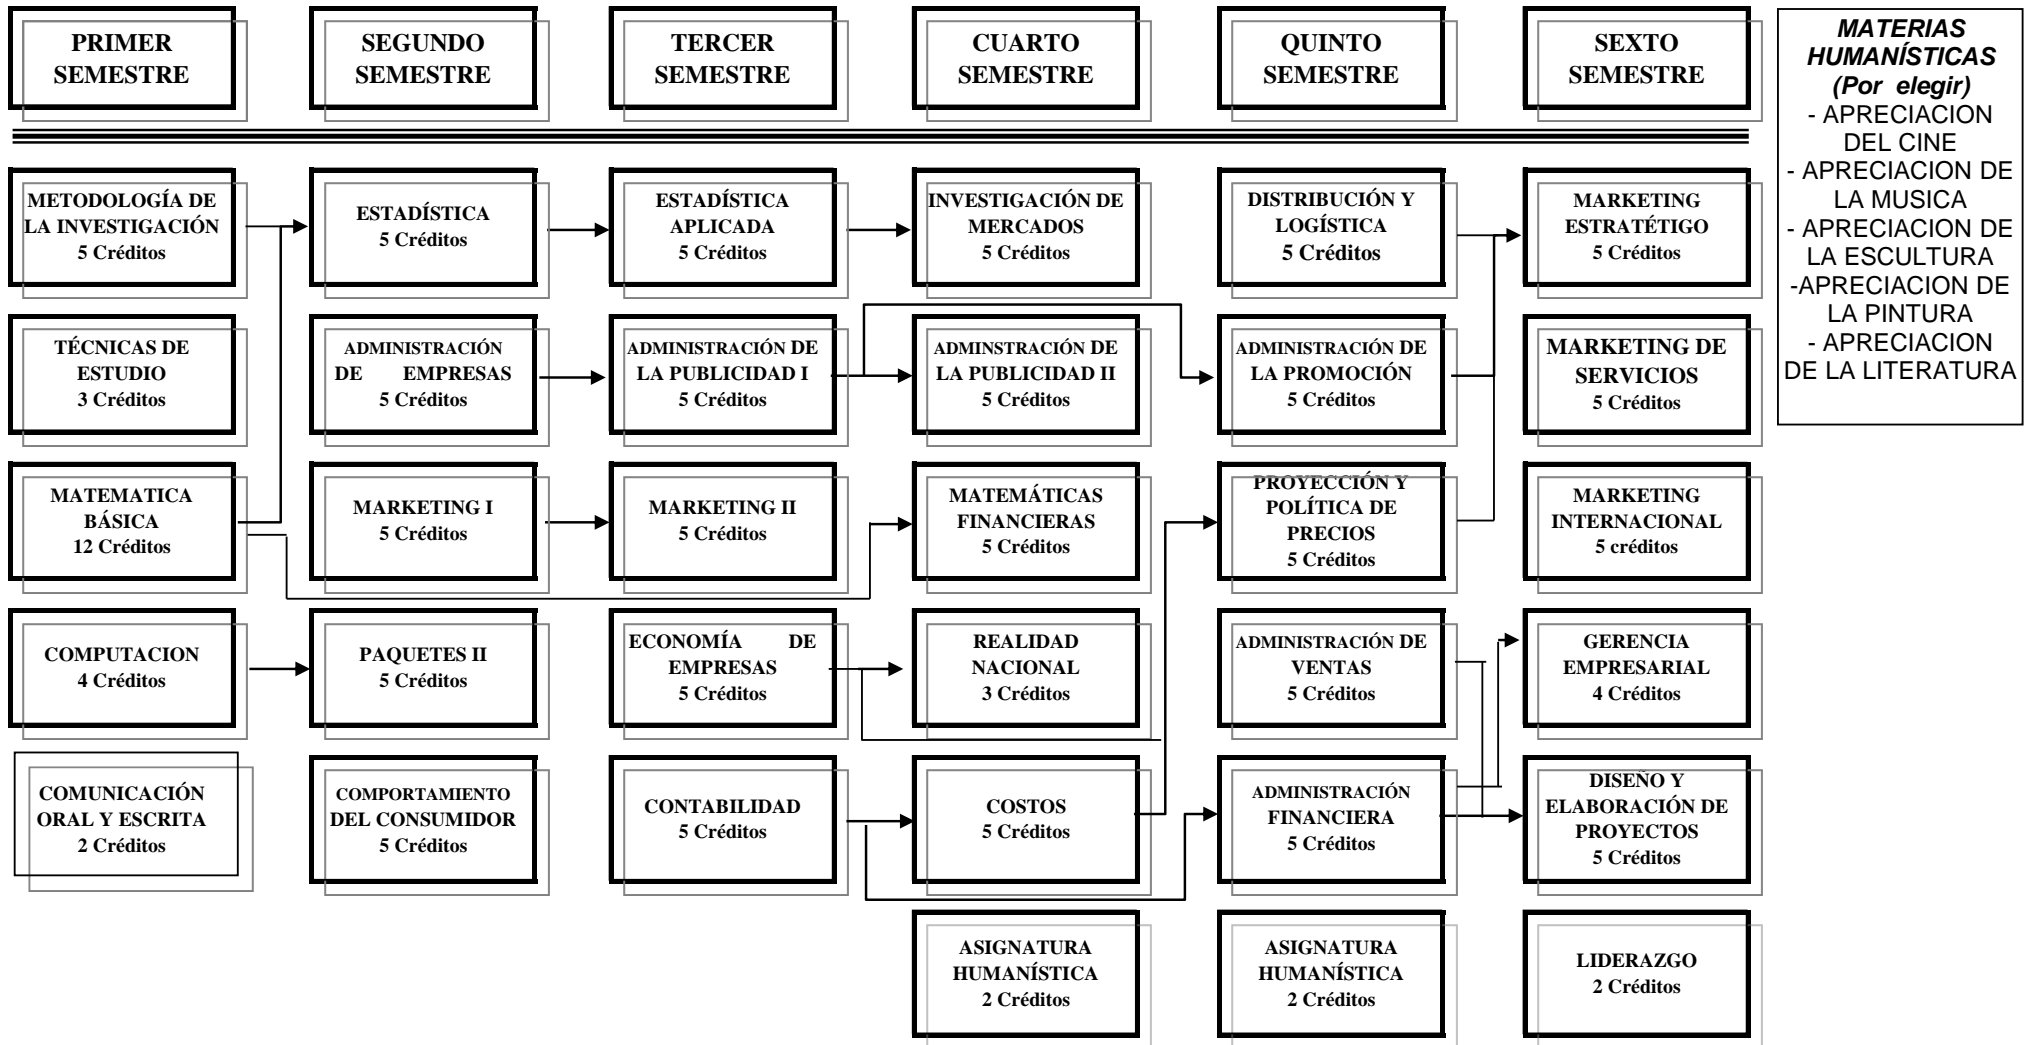 PRIMER
SEMESTRE
SEGUNDO
SEMESTRE
TERCER
SEMESTRE
CUARTO
SEMESTRE
QUINTO
SEMESTRE
SEXTO
SEMESTRE
METODOLOGÍA DE
LA INVESTIGACIÓN
5 Créditos
ESTADÍSTICA
5 Créditos
ESTADÍSTICA
APLICADA
5 Créditos
INVESTIGACIÓN DE
MERCADOS
5 Créditos
DISTRIBUCIÓN Y
LOGÍSTICA
5 Créditos
MARKETING
ESTRATÉTIGO
5 Créditos
TÉCNICAS DE
ESTUDIO
3 Créditos
ADMINISTRACIÓN
DE EMPRESAS
5 Créditos
ADMINISTRACIÓN DE
LA PUBLICIDAD I
5 Créditos
ADMINSTRACIÓN DE
LA PUBLICIDAD II
5 Créditos
ADMINISTRACIÓN DE
LA PROMOCIÓN
5 Créditos
MARKETING DE
SERVICIOS
5 Créditos
MATEMATICA
BÁSICA
12 Créditos
MARKETING I
5 Créditos
MARKETING II
5 Créditos
MATEMÁTICAS
FINANCIERAS
5 Créditos
PROYECCIÓN Y
POLÍTICA DE
PRECIOS
5 Créditos
MARKETING
INTERNACIONAL
5 créditos
COMPUTACION
4 Créditos
PAQUETES II
5 Créditos
ECONOMÍA DE
EMPRESAS
5 Créditos
REALIDAD
NACIONAL
3 Créditos
ADMINISTRACIÓN DE
VENTAS
5 Créditos
GERENCIA
EMPRESARIAL
4 Créditos
COMUNICACIÓN
ORAL Y ESCRITA
2 Créditos
COMPORTAMIENTO
DEL CONSUMIDOR
5 Créditos
CONTABILIDAD
5 Créditos
COSTOS
5 Créditos
ADMINISTRACIÓN
FINANCIERA
5 Créditos
DISEÑO Y
ELABORACIÓN DE
PROYECTOS
5 Créditos
ASIGNATURA
HUMANÍSTICA
2 Créditos
ASIGNATURA
HUMANÍSTICA
2 Créditos
LIDERAZGO
2 Créditos
MATERIAS
HUMANÍSTICAS
(Por elegir)
- APRECIACION
DEL CINE
- APRECIACION DE
LA MUSICA
- APRECIACION DE
LA ESCULTURA
-APRECIACION DE
LA PINTURA
- APRECIACION
DE LA LITERATURA